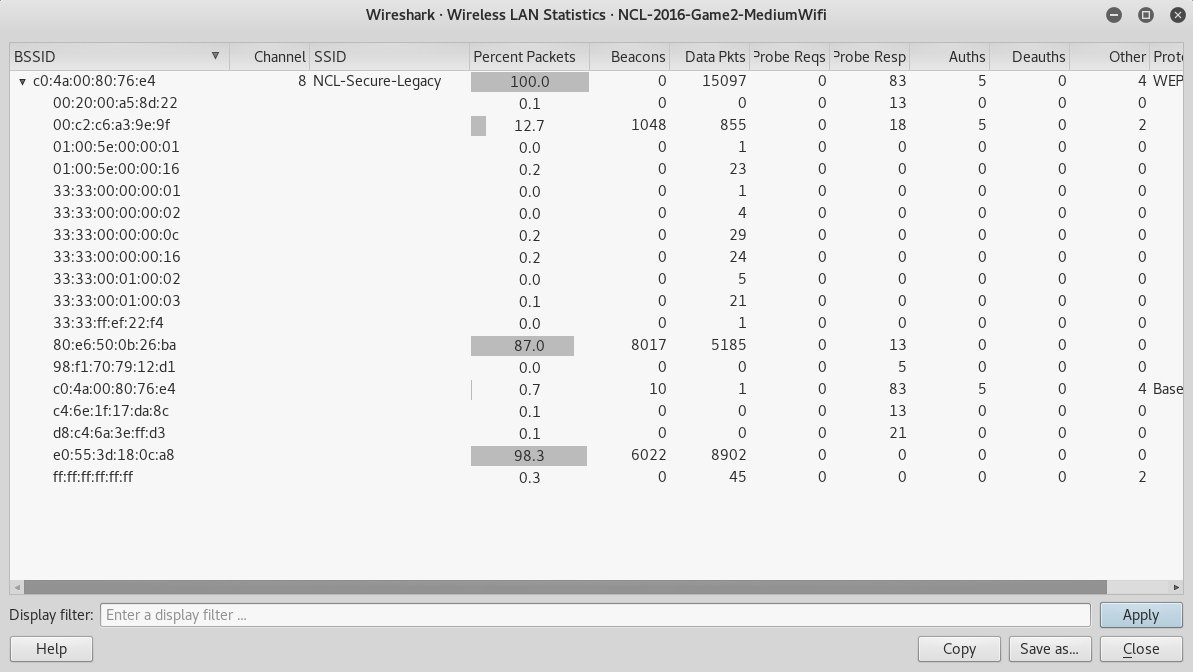 Wireshark · Wireless LAN Statistics · NCL-2016-Game2-MediumWifi
BSSID Channel SSID Percent Packets Beacons Data Pkts Probe Reqs Probe Resp Auths Deauths Other Prote
c0:4a:00:80:76:e4 8 NCL-Secure-Legacy 100.0 0 15097 0 83 5 0 4 WEP
00:20:00:a5:8d:22 0.1 0 0 0 13 0 0 0
00:c2:c6:a3:9e:9f 12.7 1048 855 0 18 5 0 2
01:00:5e:00:00:01 0.0 0 1 0 0 0 0 0
01:00:5e:00:00:16 0.2 0 23 0 0 0 0 0
33:33:00:00:00:01 0.0 0 1 0 0 0 0 0
33:33:00:00:00:02 0.0 0 4 0 0 0 0 0
33:33:00:00:00:0c 0.2 0 29 0 0 0 0 0
33:33:00:00:00:16 0.2 0 24 0 0 0 0 0
33:33:00:01:00:02 0.0 0 5 0 0 0 0 0
33:33:00:01:00:03 0.1 0 21 0 0 0 0 0
33:33:ff:ef:22:f4 0.0 0 1 0 0 0 0 0
80:e6:50:0b:26:ba 87.0 8017 5185 0 13 0 0 0
98:f1:70:79:12:d1 0.0 0 0 0 5 0 0 0
c0:4a:00:80:76:e4 0.7 10 1 0 83 5 0 4 Base
c4:6e:1f:17:da:8c 0.1 0 0 0 13 0 0 0
d8:c4:6a:3e:ff:d3 0.1 0 0 0 21 0 0 0
e0:55:3d:18:0c:a8 98.3 6022 8902 0 0 0 0 0
ff:ff:ff:ff:ff:ff 0.3 0 45 0 0 0 0 2
Display filter: Enter a display filter ... Apply
Help Copy Save as... Close